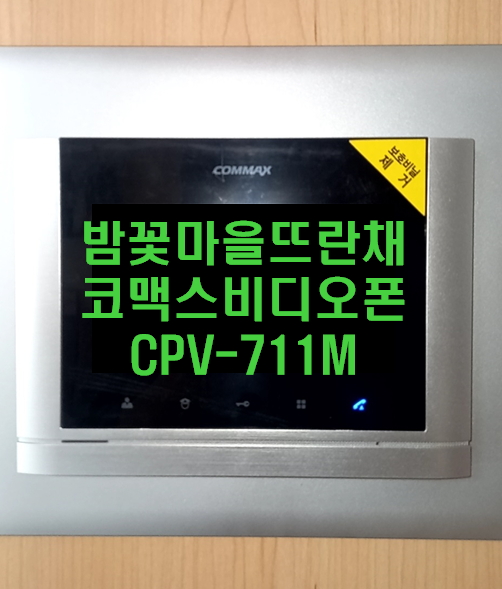 COMMAX
보호비닐
제 거
밤꽃마을뜨란채
코맥스비디오폰
CPV-711M